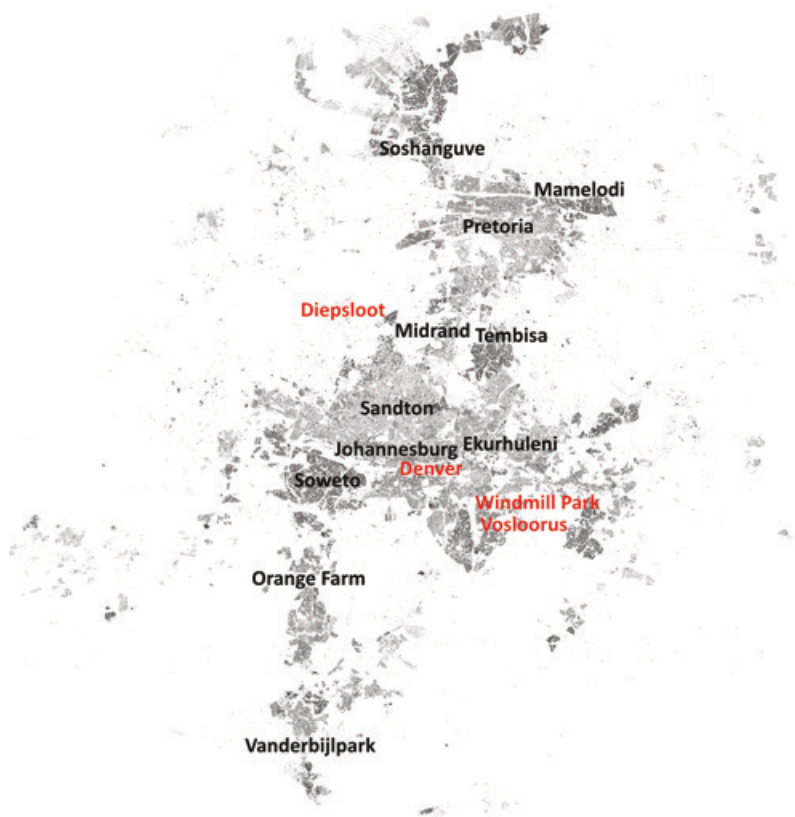 Soshanguve
Mamelodi
Pretoria
Diepsloot
Midrand
Tembisa
Sandton
Johannesburg
Ekurhuleni
Denver
Soweto
Windmill Park
Vosloorus
Orange Farm
Vanderbijlpark